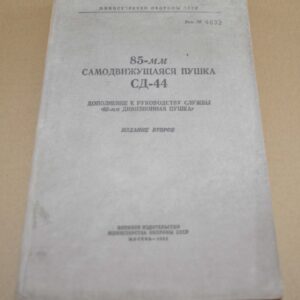 МИНИСТЕРСТВО ОБОРОНЫ СССР
85-мм
САМОДВИЖУЩАЯСЯ ПУШКА
СД-44
ДОПОЛНЕНИЕ К РУКОВОДСТВУ СЛУЖБЫ
«85-мм ДИВИЗИОННАЯ ПУШКА»
ИЗДАНИЕ ВТОРОЕ
ВОЕННОЕ ИЗДАТЕЛЬСТВО
МИНИСТЕРСТВА ОБОРОНЫ СССР
МОСКВА